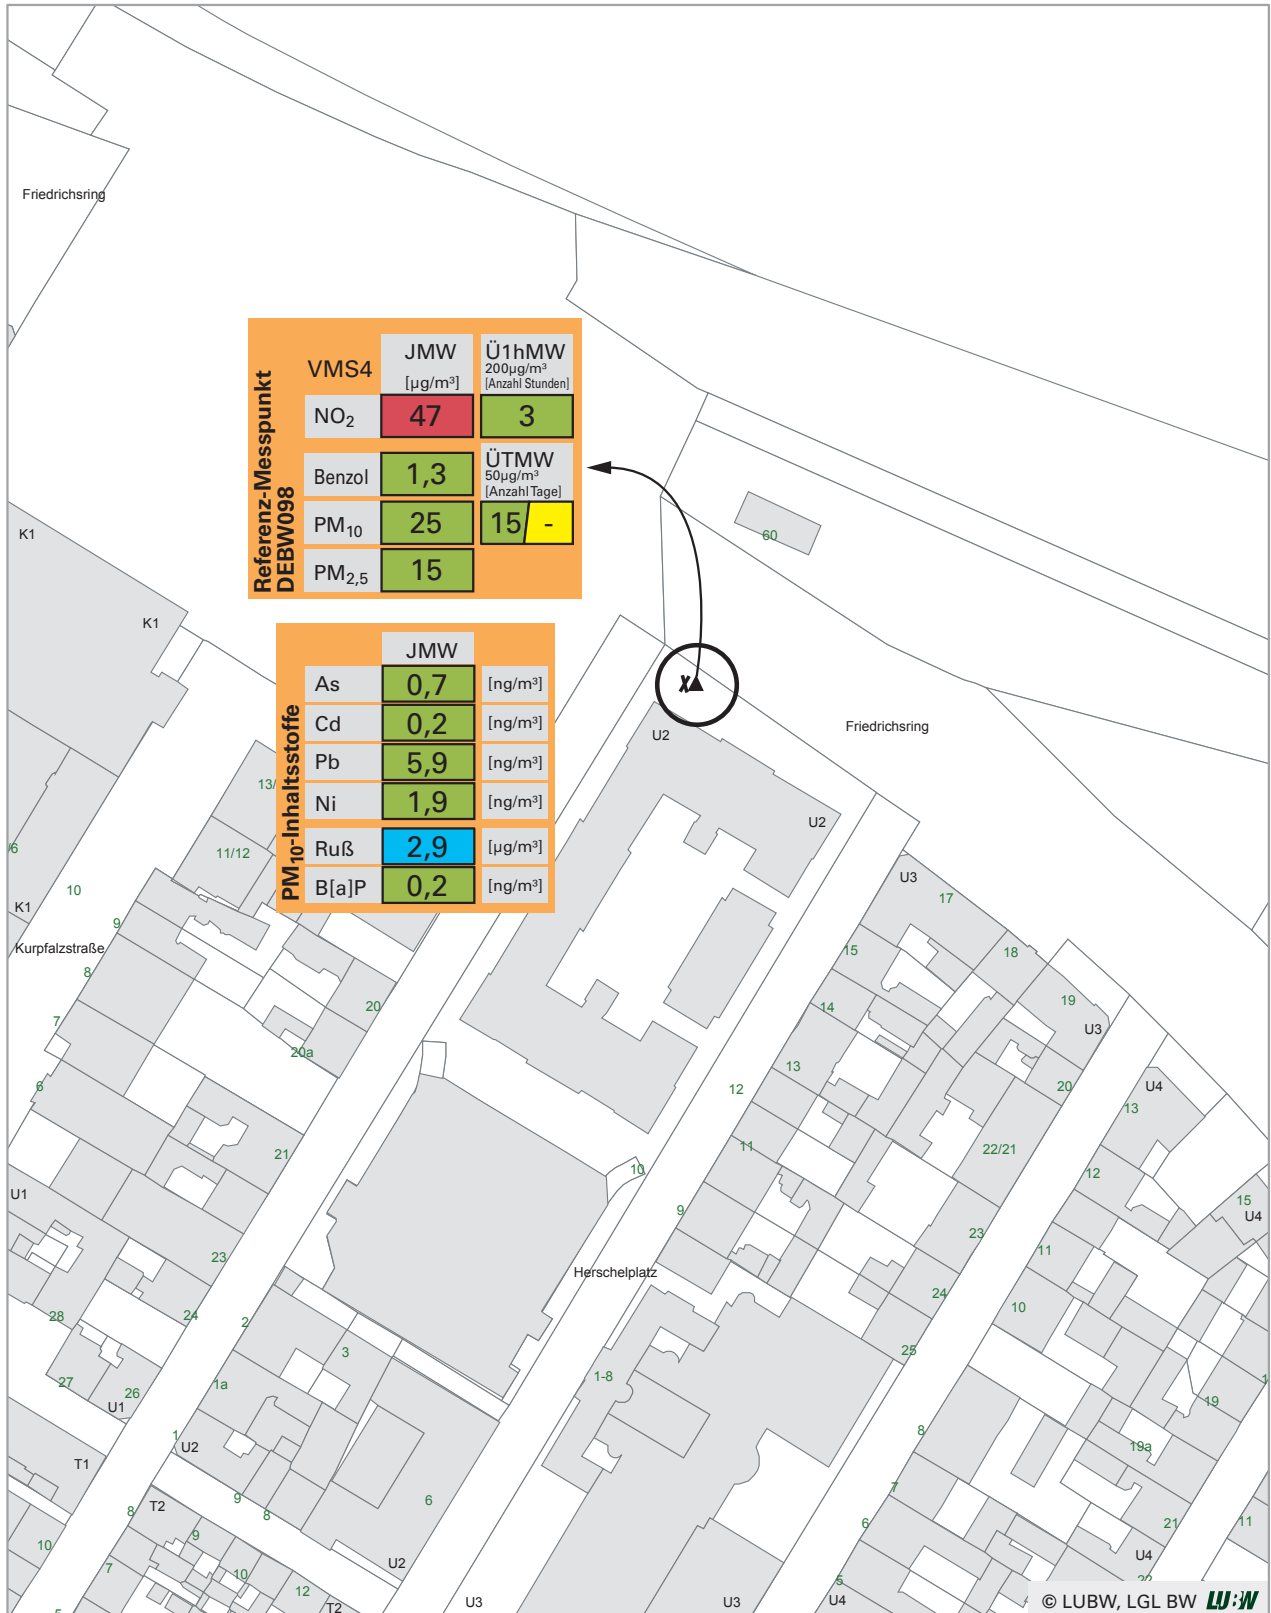 Friedrichsring
Referenz-Messpunkt
DEBW098
VMS4
JMW
[µg/m³]
Ü1hMW
200µg/m³
[Anzahl Stunden]
NO₂ 47 3
Benzol 1,3
ÜTMW
50µg/m³
[Anzahl Tage]
PM₁₀ 25 15 -
PM₂,₅ 15
60
K1
K1
PM₁₀-Inhaltsstoffe
JMW
As 0,7 [ng/m³]
Cd 0,2 [ng/m³]
Pb 5,9 [ng/m³]
Ni 1,9 [ng/m³]
Ruß 2,9 [µg/m³]
B[a]P 0,2 [ng/m³]
X
U2
Friedrichsring
13/
U2
11/12
/6
10
K1
9
Kurpfalzstraße
8
7
6
20
20a
21
U3
17
15
18
14
19
U3
13
12
20
U4
13
11
22/21
12
10
15
U4
U1
9
23
11
23
Herschelplatz
24
10
28
24
2
3
25
27
26
U1
1a
1-8
19
1
U2
8
19a
T1
7
9
8
6
T2
8
9
6
21
11
10
7
10
12
T2
U2
U4
22
5
5
U3
U3
U4
© LUBW, LGL BW LUBW